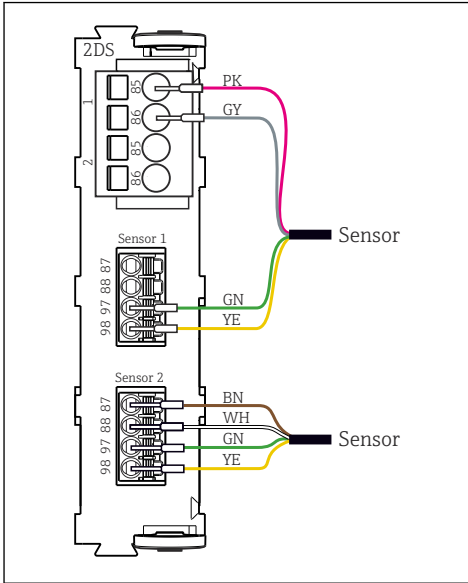 2DS
PK
GY
1
85
86
2
85
86
Sensor
Sensor 1
87
88
97
98
GN
YE
Sensor 2
87
88
97
98
BN
WH
GN
YE
Sensor